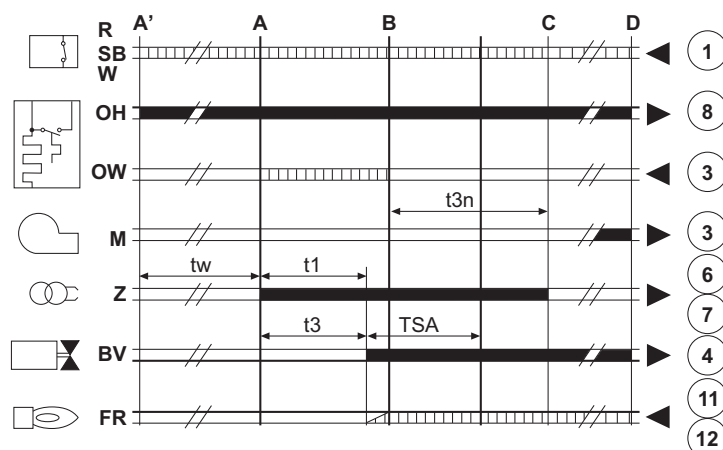 A' A B C D
R
SB
W
1
OH 8
OW 3
t3n
M 3
tw t1 6
Z
7
t3 TSA
BV 4
11
FR
12